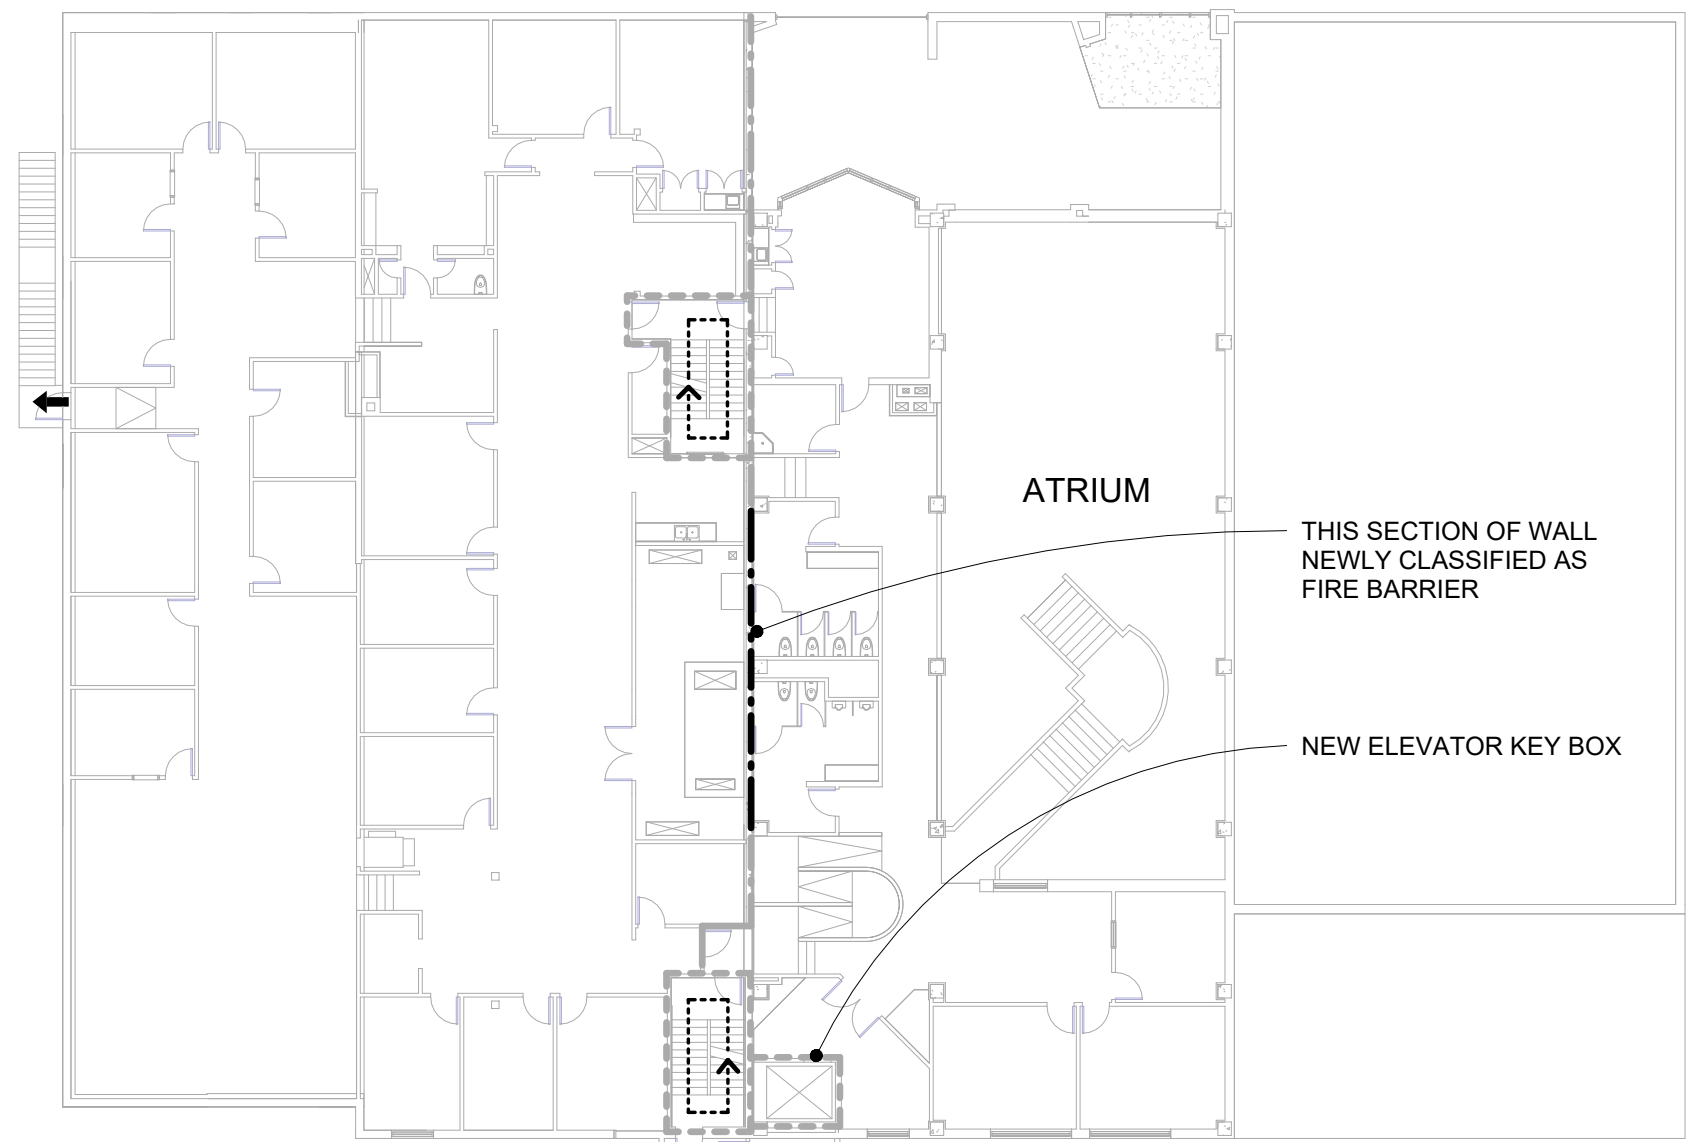 ATRIUM
THIS SECTION OF WALL
NEWLY CLASSIFIED AS
FIRE BARRIER
NEW ELEVATOR KEY BOX